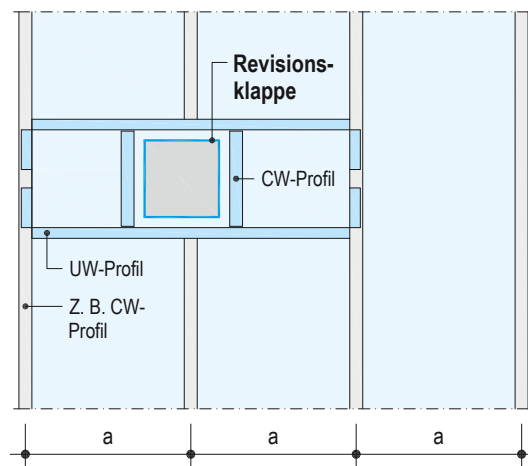 Revisions-
klappe
CW-Profil
UW-Profil
Z. B. CW-
Profil
a
a
a